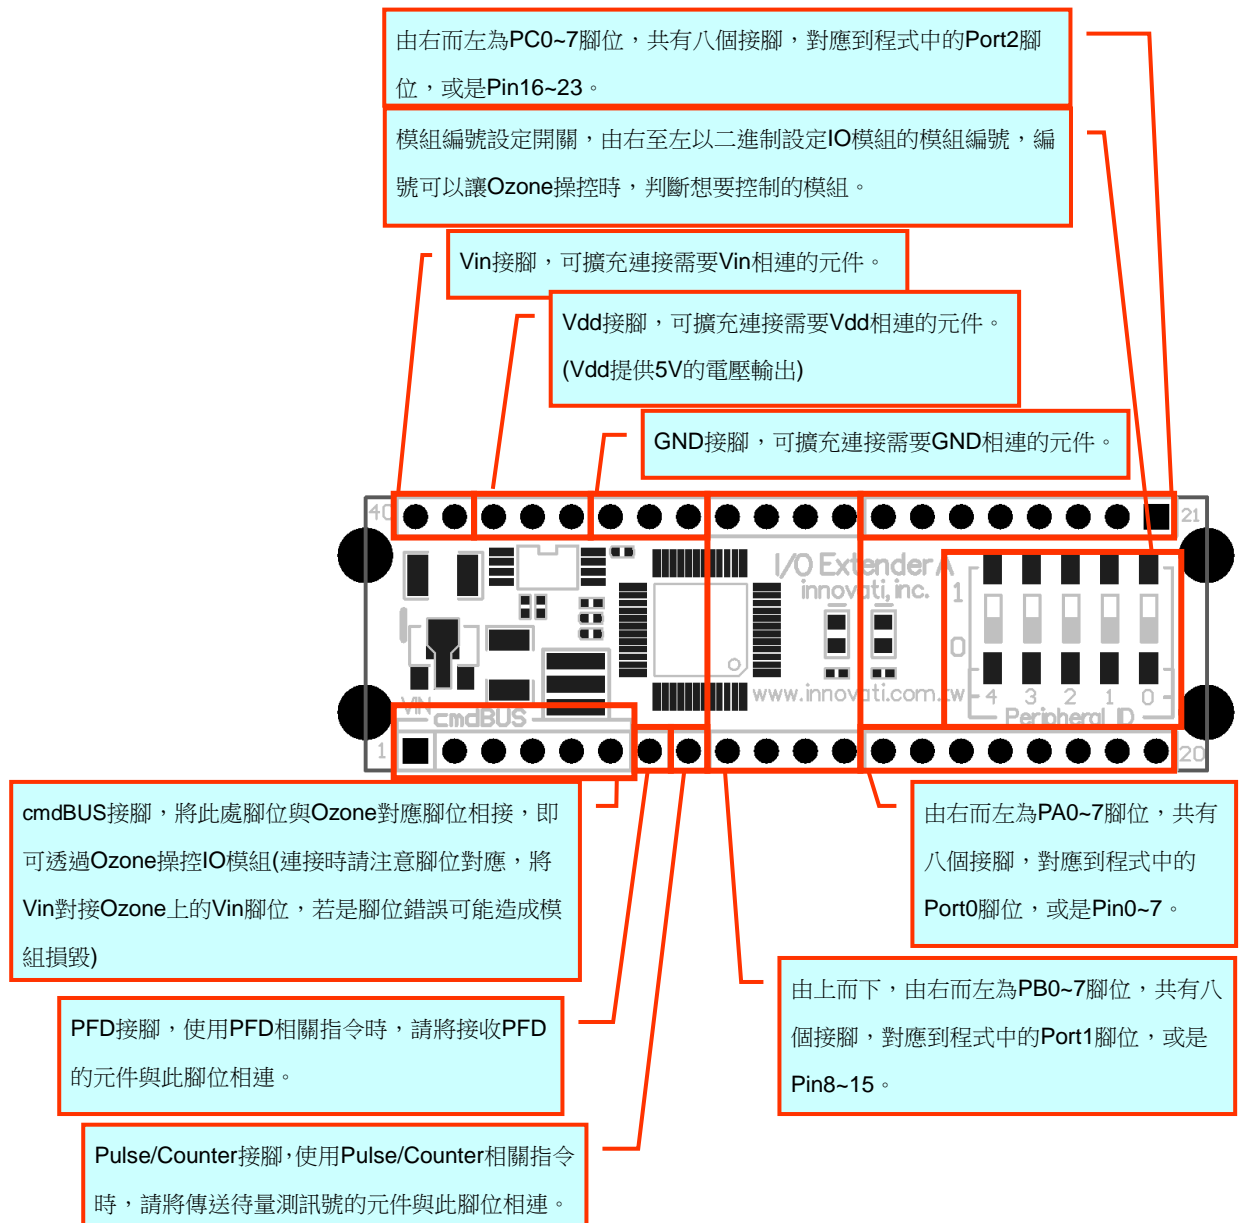 由右而左為PC0~7腳位，共有八個接腳，對應到程式中的Port2腳
位，或是Pin16~23。
模組編號設定開關，由右至左以二進制設定IO模組的模組編號，編
號可以讓Ozone操控時，判斷想要控制的模組。
Vin接腳，可擴充連接需要Vin相連的元件。
Vdd接腳，可擴充連接需要Vdd相連的元件。
(Vdd提供5V的電壓輸出)
GND接腳，可擴充連接需要GND相連的元件。
40
21
I/O Extender A
innovati, inc.
1
0
www.innovati.com.tw
4 3 2 1 0
Peripheral ID
VIN
cmdBUS
1
20
cmdBUS接腳，將此處腳位與Ozone對應腳位相接，即
可透過Ozone操控IO模組(連接時請注意腳位對應，將
Vin對接Ozone上的Vin腳位，若是腳位錯誤可能造成模
組損毀)
由右而左為PA0~7腳位，共有
八個接腳，對應到程式中的
Port0腳位，或是Pin0~7。
由上而下，由右而左為PB0~7腳位，共有八
個接腳，對應到程式中的Port1腳位，或是
Pin8~15。
PFD接腳，使用PFD相關指令時，請將接收PFD
的元件與此腳位相連。
Pulse/Counter接腳，使用Pulse/Counter相關指令
時，請將傳送待量測訊號的元件與此腳位相連。